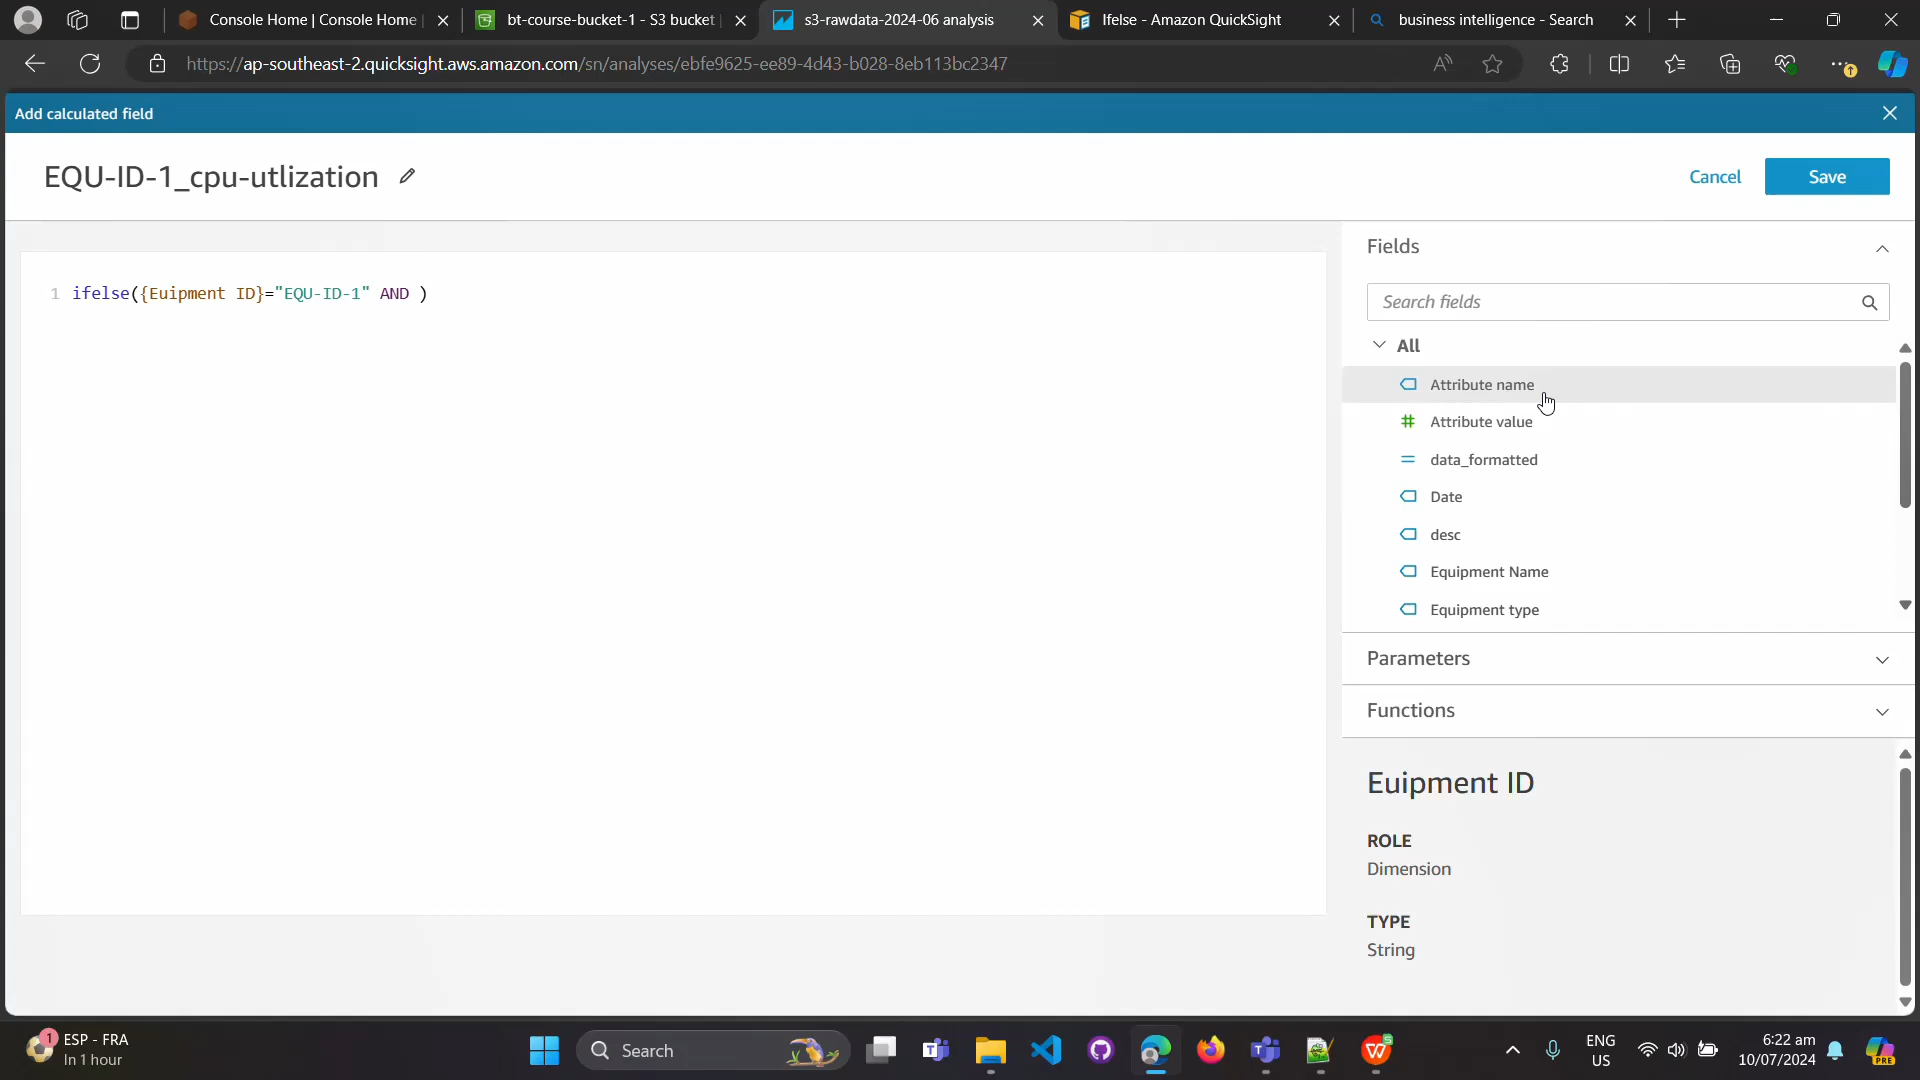 Console Home | Console Home
bt-course-bucket-1 - S3 bucket
s3-rawdata-2024-06 analysis
Ifelse - Amazon QuickSight
business intelligence - Search
https://ap-southeast-2.quicksight.aws.amazon.com/sn/analyses/ebfe9625-ee89-4d43-b028-8eb113bc2347
Add calculated field
EQU-ID-1_cpu-utlization
Cancel
Save
1 ifelse({Euipment ID}="EQU-ID-1" AND )
Fields
Search fields
All
Attribute name
Attribute value
data_formatted
Date
desc
Equipment Name
Equipment type
Parameters
Functions
Euipment ID
ROLE
Dimension
TYPE
String
1
ESP - FRA
In 1 hour
Search
ENG
US
6:22 am
10/07/2024
PRE